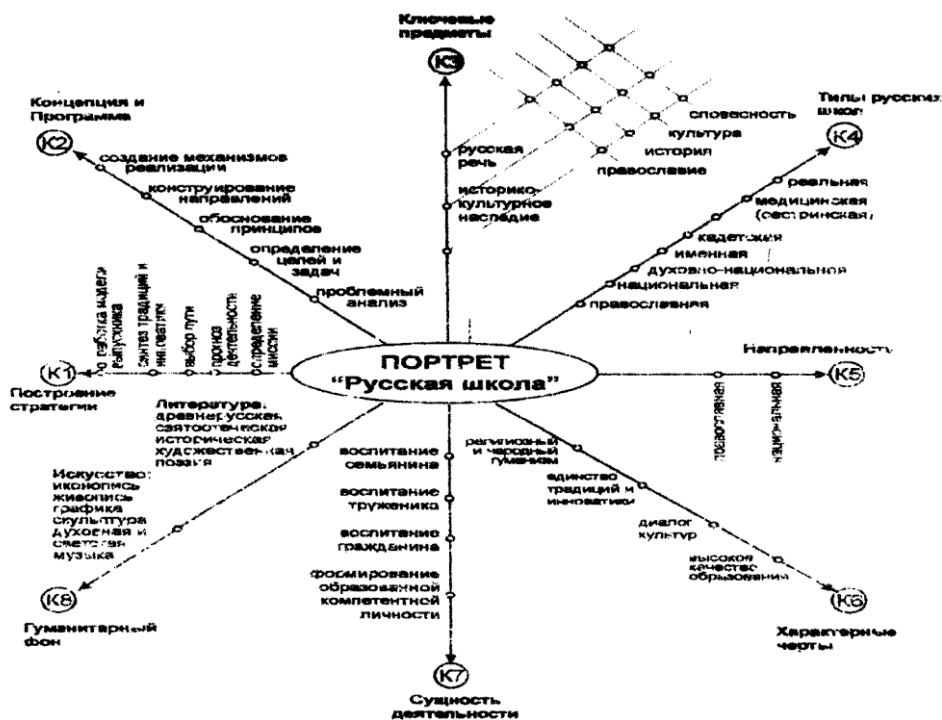 Ключевые
предметы
К3
Концепция и
Программа
К2
создание механизмов
реализации
конструирование
направлений
обоснование
принципов
определение
целей и
задач
проблемный
анализ
русская
речь
историко-
культурное
наследие
словесность
культура
история
православие
Типы русских
школ
К4
реальная
медицинская
(сестринская)
кадетская
именная
духовно-национальная
национальная
православная
ПОРТРЕТ
“Русская школа”
К1
Построение
стратегии
модели
выпускника
синтез традиций и
инноватики
выбор пути
прогноз
деятельности
определение
миссии
Направленность
К5
православная
национальная
Литература:
древнерусская
святоотеческая
историческая
художественная
поэзия
Искусство:
иконопись
живопись
графика
скульптура
духовная и
светская
музыка
К8
Гуманитарный
фон
воспитание
семьянина
воспитание
труженика
воспитание
гражданина
формирование
образованной
компетентной
личности
К7
Сущность
деятельности
религиозный
и народный
гуманизм
единство
традиций и
инноватики
диалог
культур
высокое
качество
образования
К6
Характерные
черты